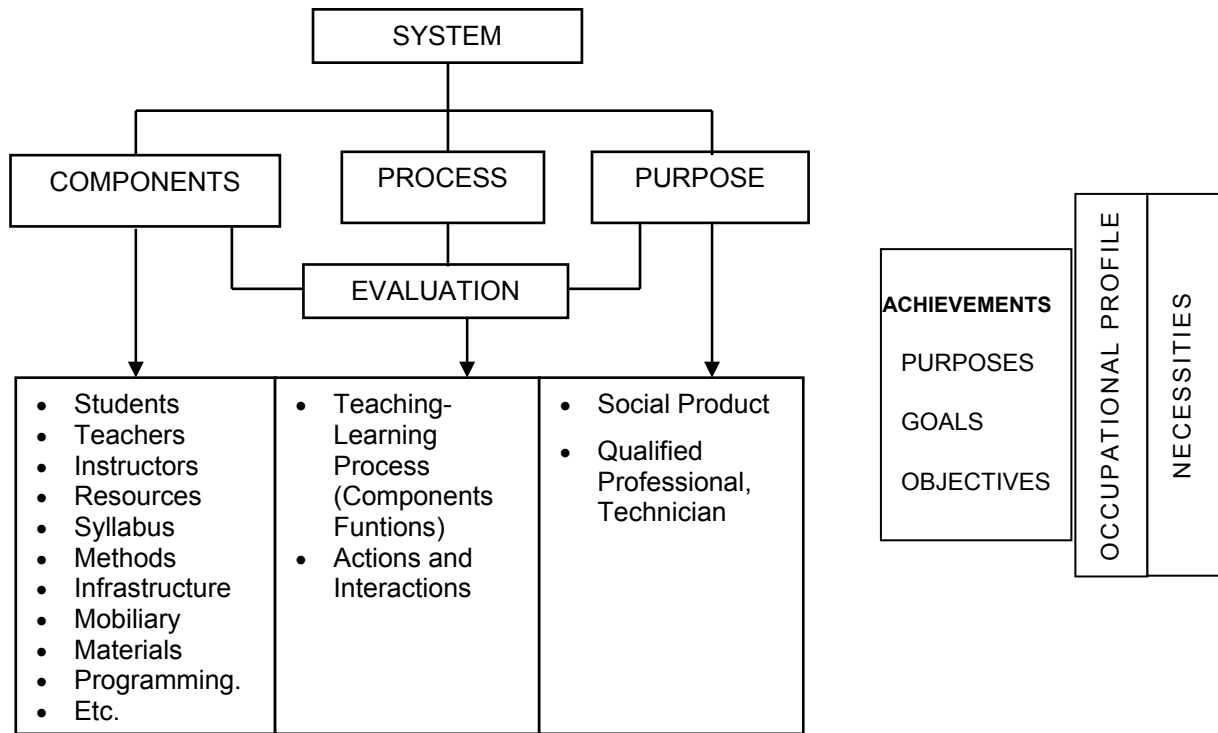 SYSTEM
COMPONENTS
PROCESS
PURPOSE
EVALUATION
• Students
• Teachers
• Instructors
• Resources
• Syllabus
• Methods
• Infrastructure
• Mobiliary
• Materials
• Programming.
• Etc.
• Teaching-
Learning
Process
(Components
Funtions)
• Actions and
Interactions
• Social Product
• Qualified
Professional,
Technician
ACHIEVEMENTS
PURPOSES
GOALS
OBJECTIVES
OCCUPATIONAL PROFILE
NECESSITIES